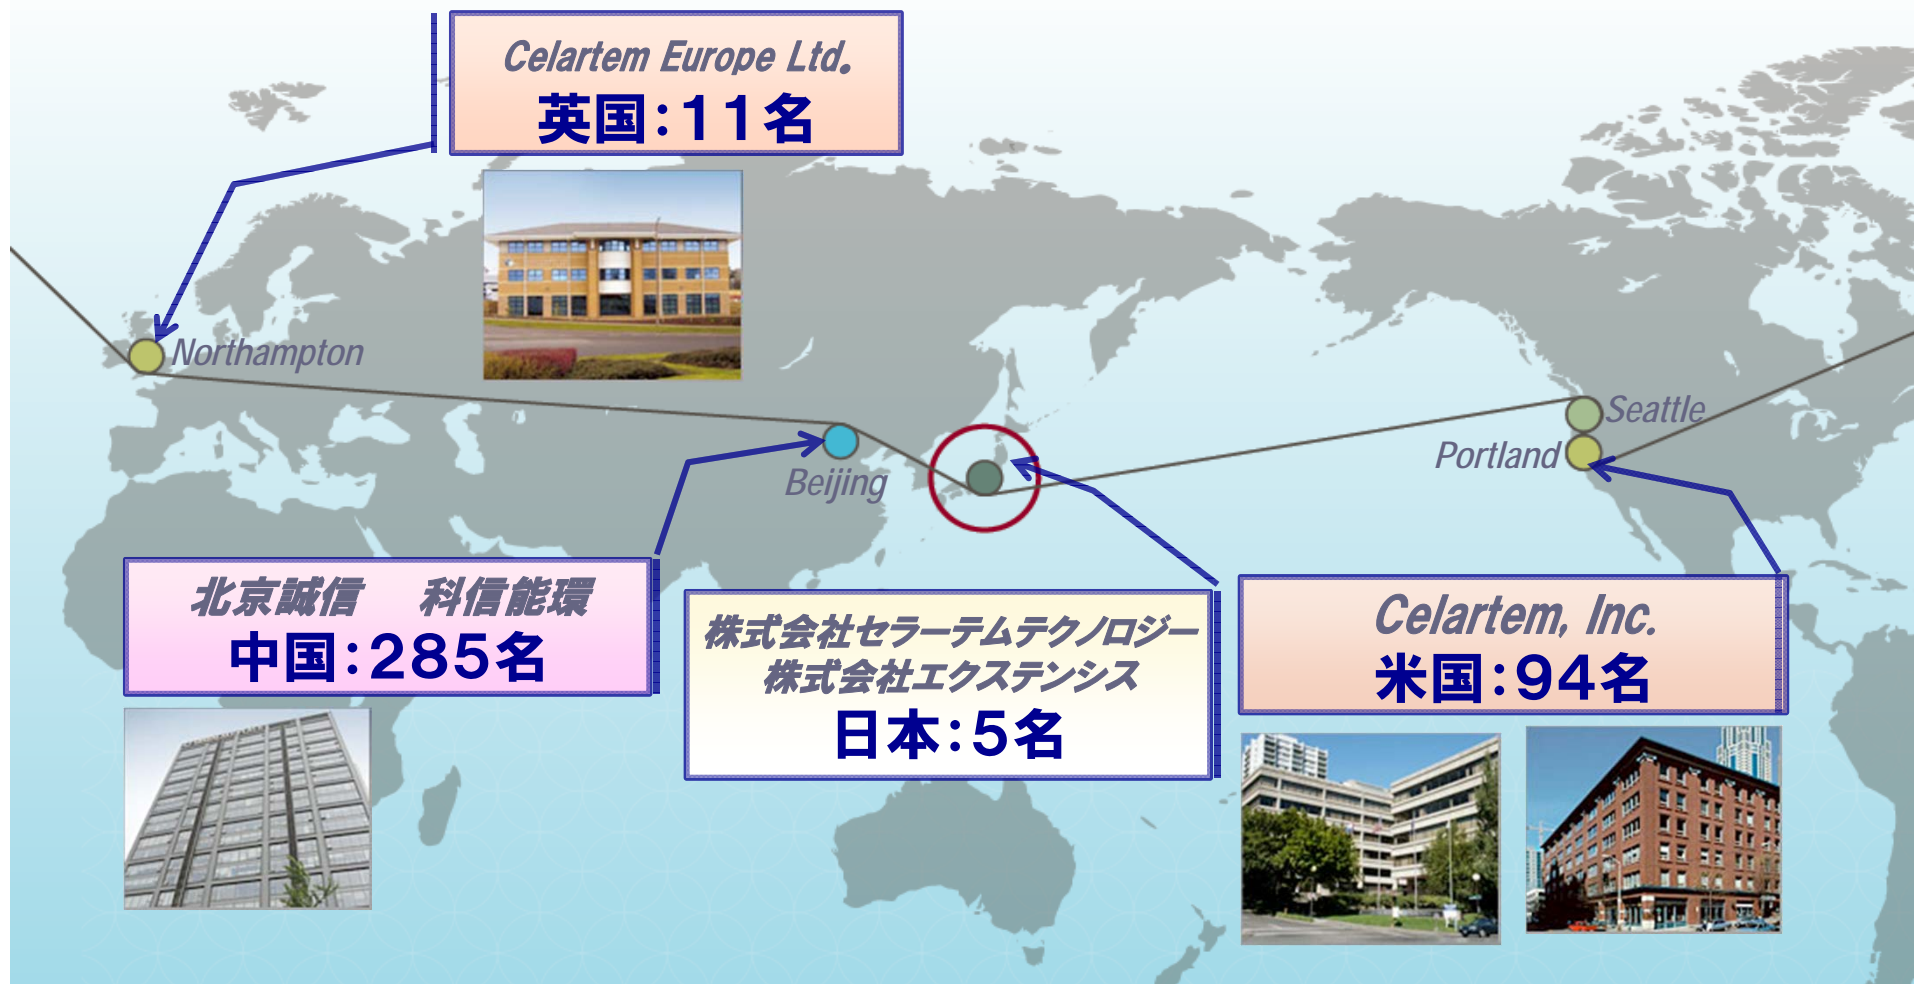 Celartem Europe Ltd.
英国：11名
Northampton
Seattle
Portland
Beijing
北京誠信 科信能環
中国：285名
株式会社セラーテムテクノロジー
株式会社エクステンシス
日本：5名
Celartem, Inc.
米国：94名